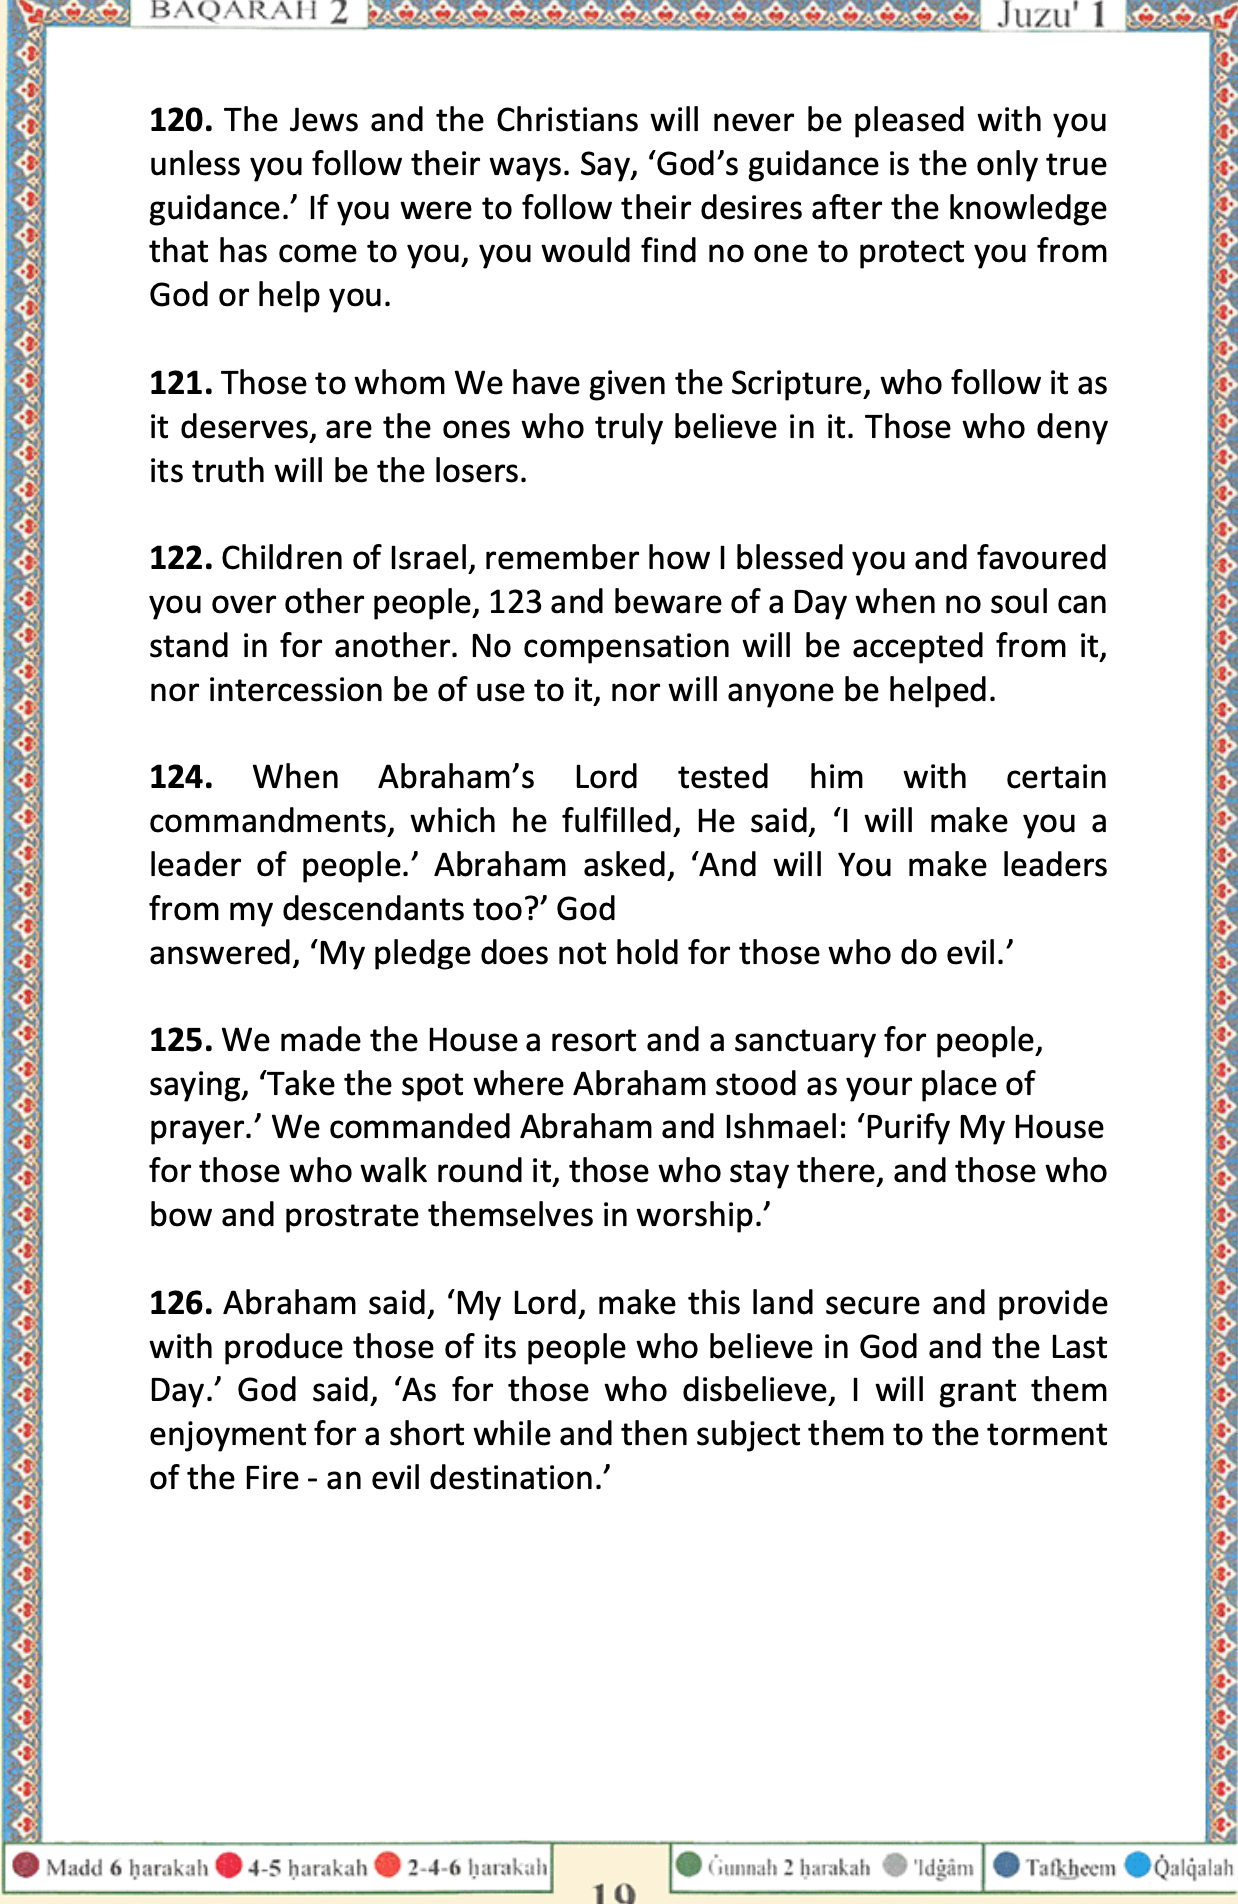 BAQARAH 2 Juzu' 1
120. The Jews and the Christians will never be pleased with you
unless you follow their ways. Say, ‘God’s guidance is the only true
guidance.’ If you were to follow their desires after the knowledge
that has come to you, you would find no one to protect you from
God or help you.
121. Those to whom We have given the Scripture, who follow it as
it deserves, are the ones who truly believe in it. Those who deny
its truth will be the losers.
122. Children of Israel, remember how I blessed you and favoured
you over other people, 123 and beware of a Day when no soul can
stand in for another. No compensation will be accepted from it,
nor intercession be of use to it, nor will anyone be helped.
124. When Abraham’s Lord tested him with certain
commandments, which he fulfilled, He said, ‘I will make you a
leader of people.’ Abraham asked, ‘And will You make leaders
from my descendants too?’ God
answered, ‘My pledge does not hold for those who do evil.’
125. We made the House a resort and a sanctuary for people,
saying, ‘Take the spot where Abraham stood as your place of
prayer.’ We commanded Abraham and Ishmael: ‘Purify My House
for those who walk round it, those who stay there, and those who
bow and prostrate themselves in worship.’
126. Abraham said, ‘My Lord, make this land secure and provide
with produce those of its people who believe in God and the Last
Day.’ God said, ‘As for those who disbelieve, I will grant them
enjoyment for a short while and then subject them to the torment
of the Fire - an evil destination.’
Madd 6 ḥarakah 4-5 ḥarakah 2-4-6 ḥarakah Ġunnah 2 ḥarakah 'Idġâm Tafkheem Q̇alq̇alah
19